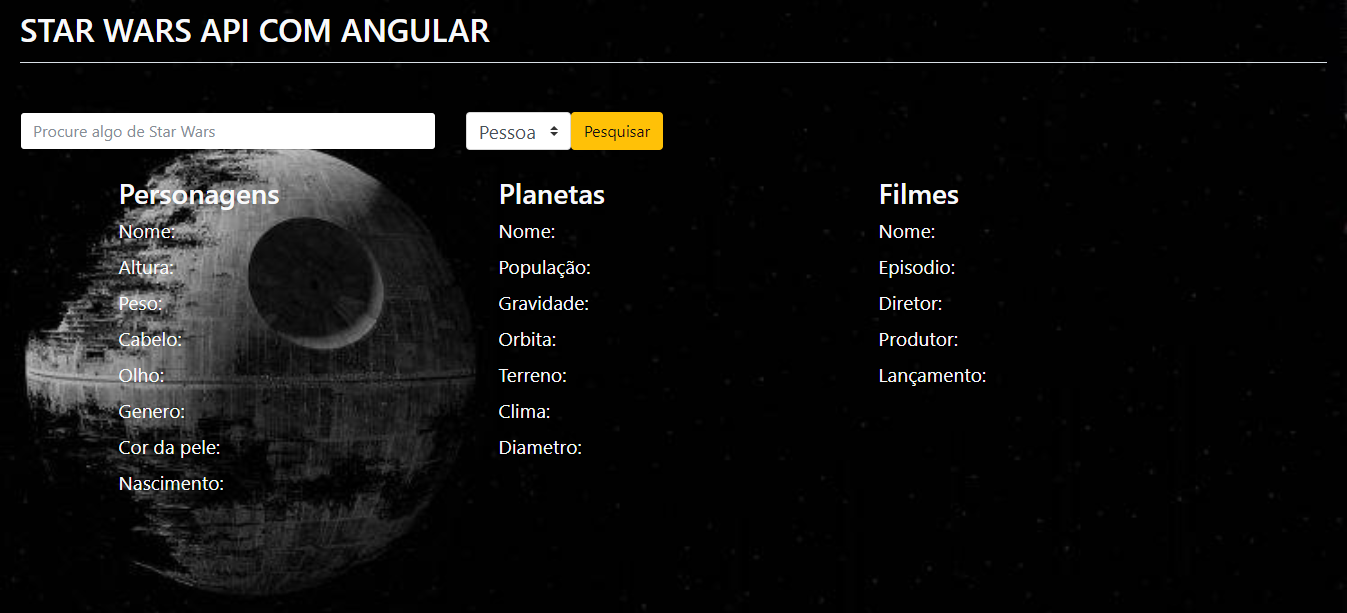 STAR WARS API COM ANGULAR
Procure algo de Star Wars
Pessoa
Pesquisar
Personagens
Nome:
Altura:
Peso:
Cabelo:
Olho:
Genero:
Cor da pele:
Nascimento:
Planetas
Nome:
População:
Gravidade:
Orbita:
Terreno:
Clima:
Diametro:
Filmes
Nome:
Episodio:
Diretor:
Produtor:
Lançamento: